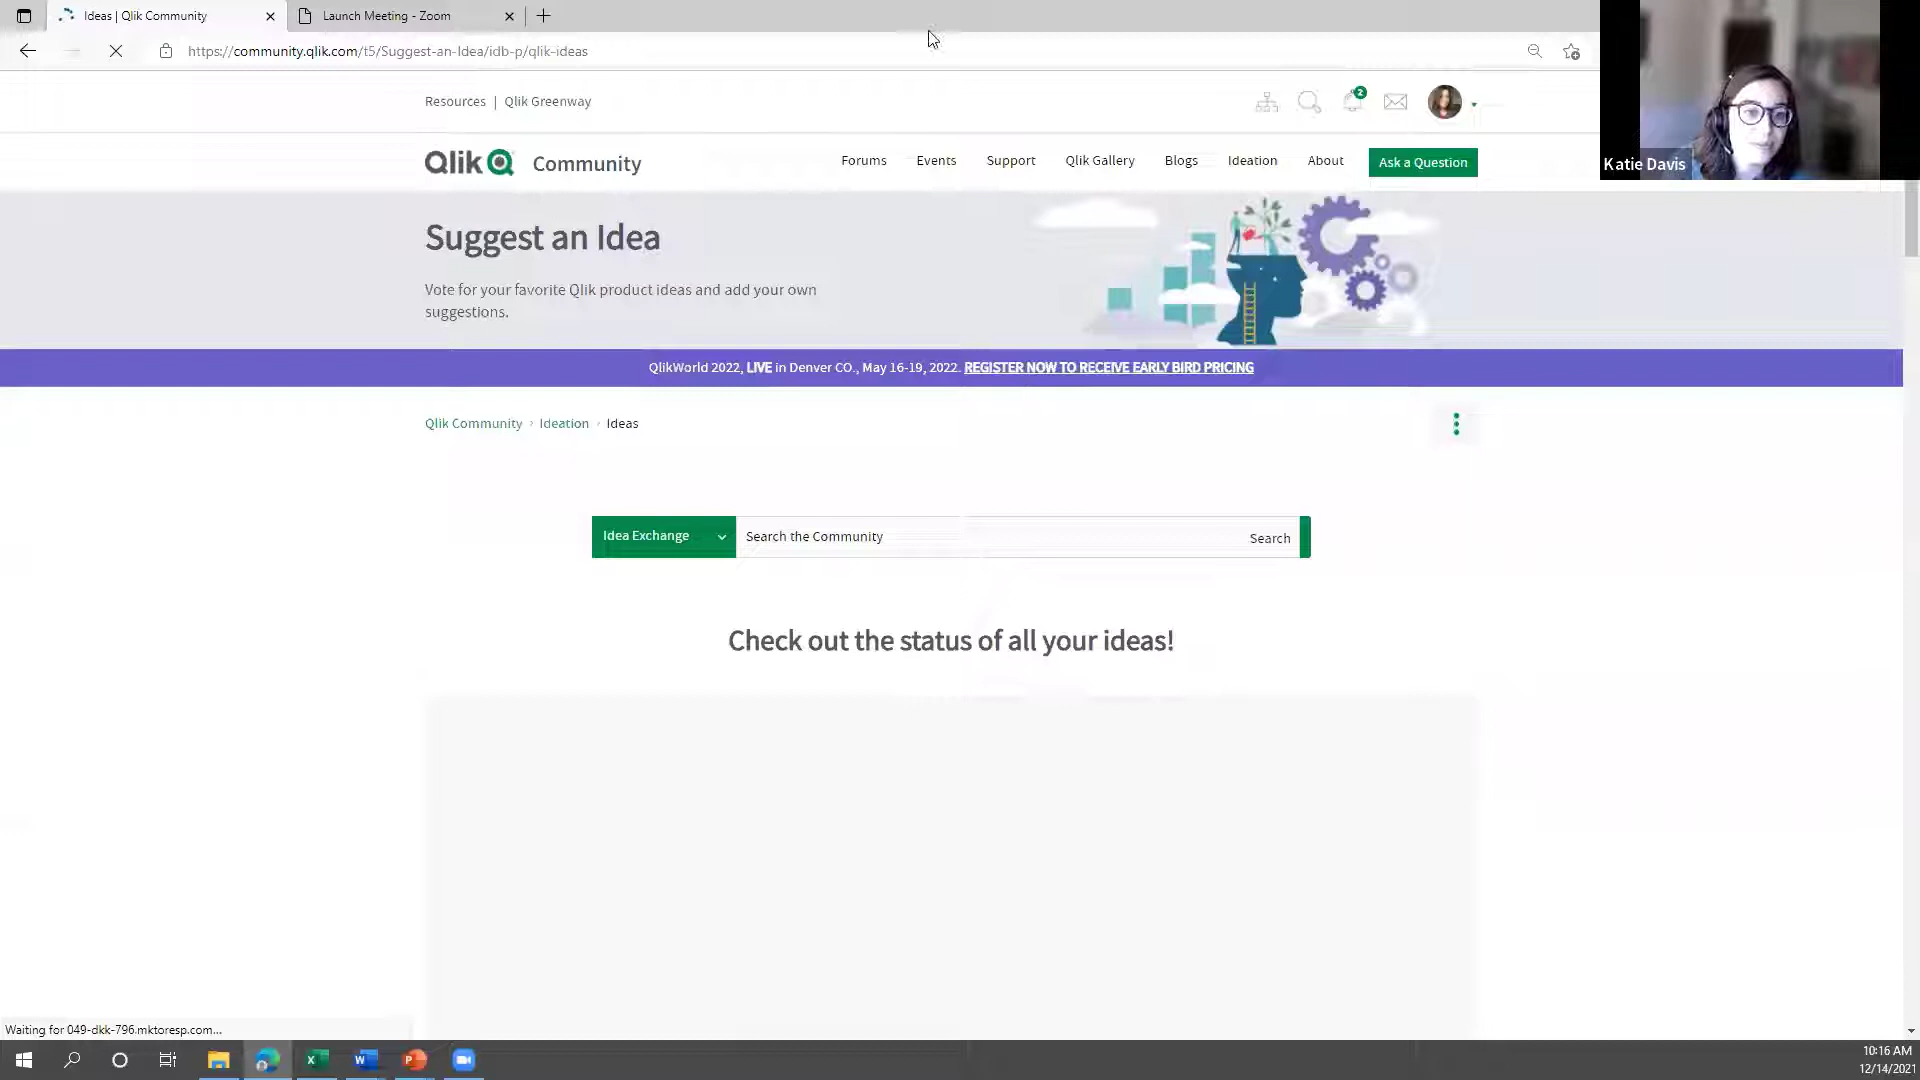 Ideas | Qlik Community
Launch Meeting - Zoom
https://community.qlik.com/t5/Suggest-an-Idea/idb-p/qlik-ideas
Resources | Qlik Greenway
2
Qlik Community
Forums
Events
Support
Qlik Gallery
Blogs
Ideation
About
Ask a Question
Katie Davis
Suggest an Idea
Vote for your favorite Qlik product ideas and add your own
suggestions.
QlikWorld 2022, LIVE in Denver CO., May 16-19, 2022. REGISTER NOW TO RECEIVE EARLY BIRD PRICING
Qlik Community › Ideation › Ideas
Idea Exchange
Search the Community
Search
Check out the status of all your ideas!
Waiting for 049-dkk-796.mktoresp.com...
10:16 AM
12/14/2021